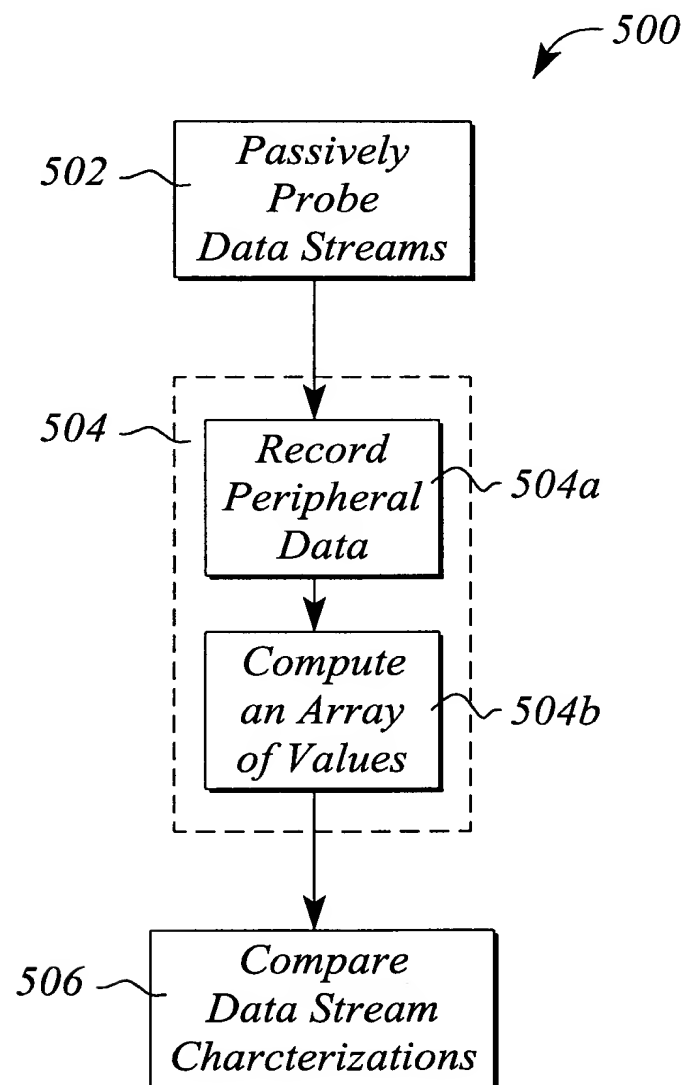 500
502
Passively
Probe
Data Streams
504
Record
Peripheral
Data
504a
Compute
an Array
of Values
504b
506
Compare
Data Stream
Charcterizations